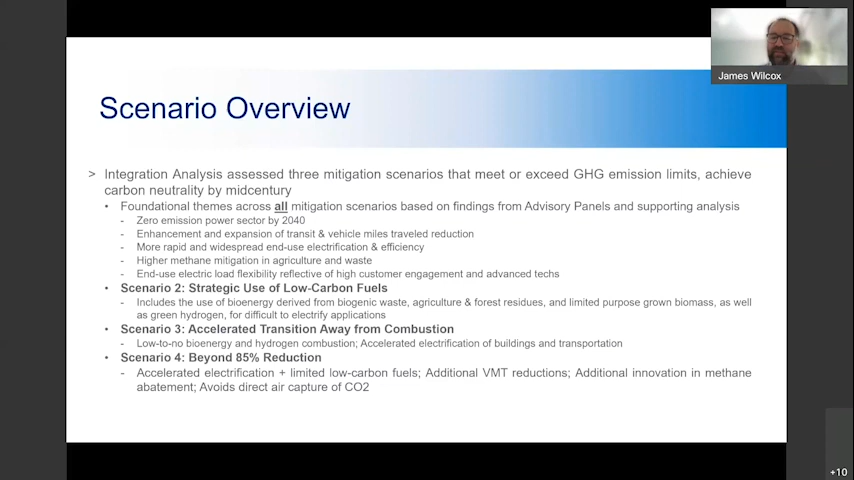 James Wilcox
Scenario Overview
> Integration Analysis assessed three mitigation scenarios that meet or exceed GHG emission limits, achieve
carbon neutrality by midcentury
• Foundational themes across all mitigation scenarios based on findings from Advisory Panels and supporting analysis
- Zero emission power sector by 2040
- Enhancement and expansion of transit & vehicle miles traveled reduction
- More rapid and widespread end-use electrification & efficiency
- Higher methane mitigation in agriculture and waste
- End-use electric load flexibility reflective of high customer engagement and advanced techs
• Scenario 2: Strategic Use of Low-Carbon Fuels
- Includes the use of bioenergy derived from biogenic waste, agriculture & forest residues, and limited purpose grown biomass, as well
as green hydrogen, for difficult to electrify applications
• Scenario 3: Accelerated Transition Away from Combustion
- Low-to-no bioenergy and hydrogen combustion; Accelerated electrification of buildings and transportation
• Scenario 4: Beyond 85% Reduction
- Accelerated electrification + limited low-carbon fuels; Additional VMT reductions; Additional innovation in methane
abatement; Avoids direct air capture of CO2
+10